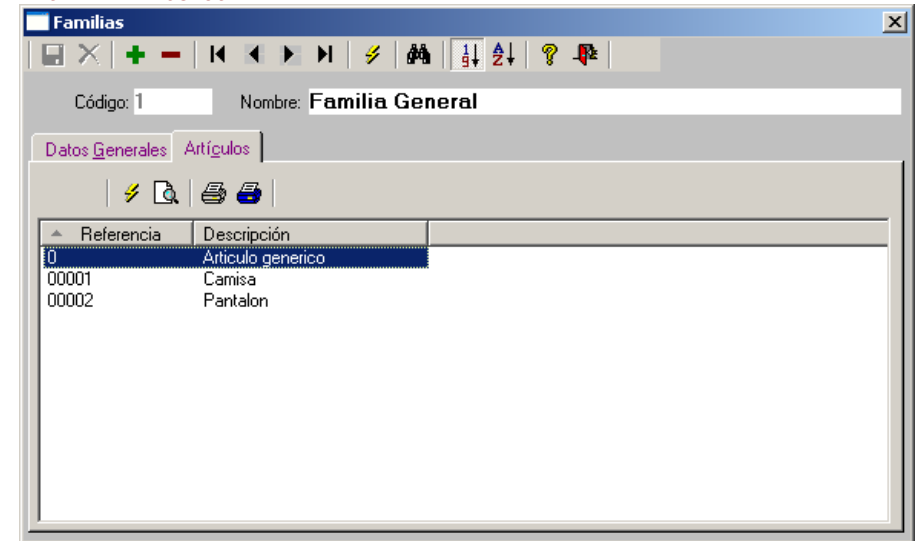 Familias
Código: 1 Nombre: Familia General
Datos Generales Artículos
Referencia Descripción
0 Articulo generico
00001 Camisa
00002 Pantalon